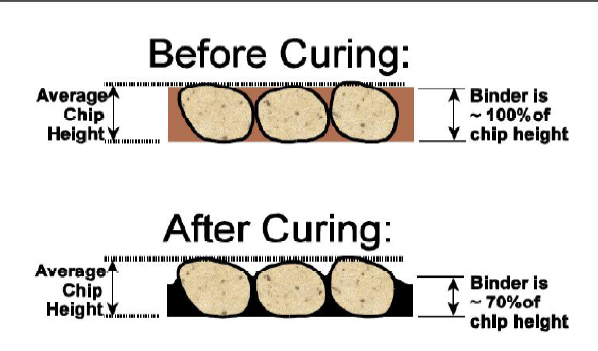 Before Curing:
Average
Chip
Height
Binder is
~ 100%of
chip height
After Curing:
Average
Chip
Height
Binder is
~ 70%of
chip height